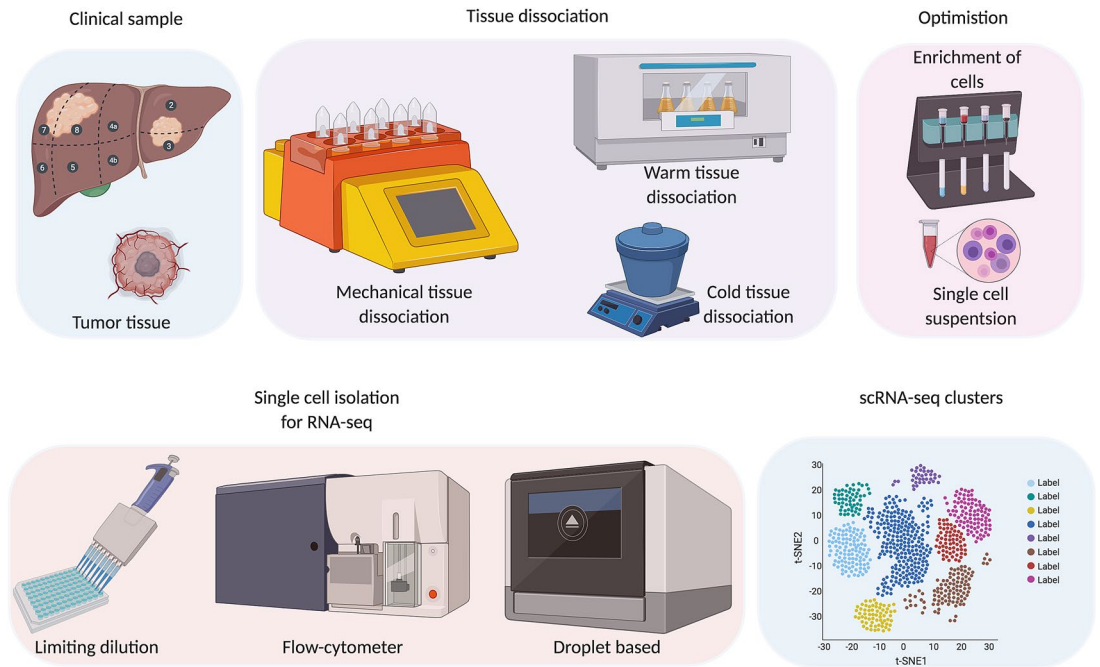 Clinical sample
7
8
4a
2
3
6
5
4b
Tumor tissue
Tissue dissociation
Mechanical tissue
dissociation
Warm tissue
dissociation
Cold tissue
dissociation
Optimistion
Enrichment of
cells
Single cell
suspentsion
Single cell isolation
for RNA-seq
Limiting dilution
Flow-cytometer
Droplet based
scRNA-seq clusters
t-SNE2
30
20
10
0
-10
-20
-30
-30 -20 -10 0 10 20 30
t-SNE1
Label
Label
Label
Label
Label
Label
Label
Label